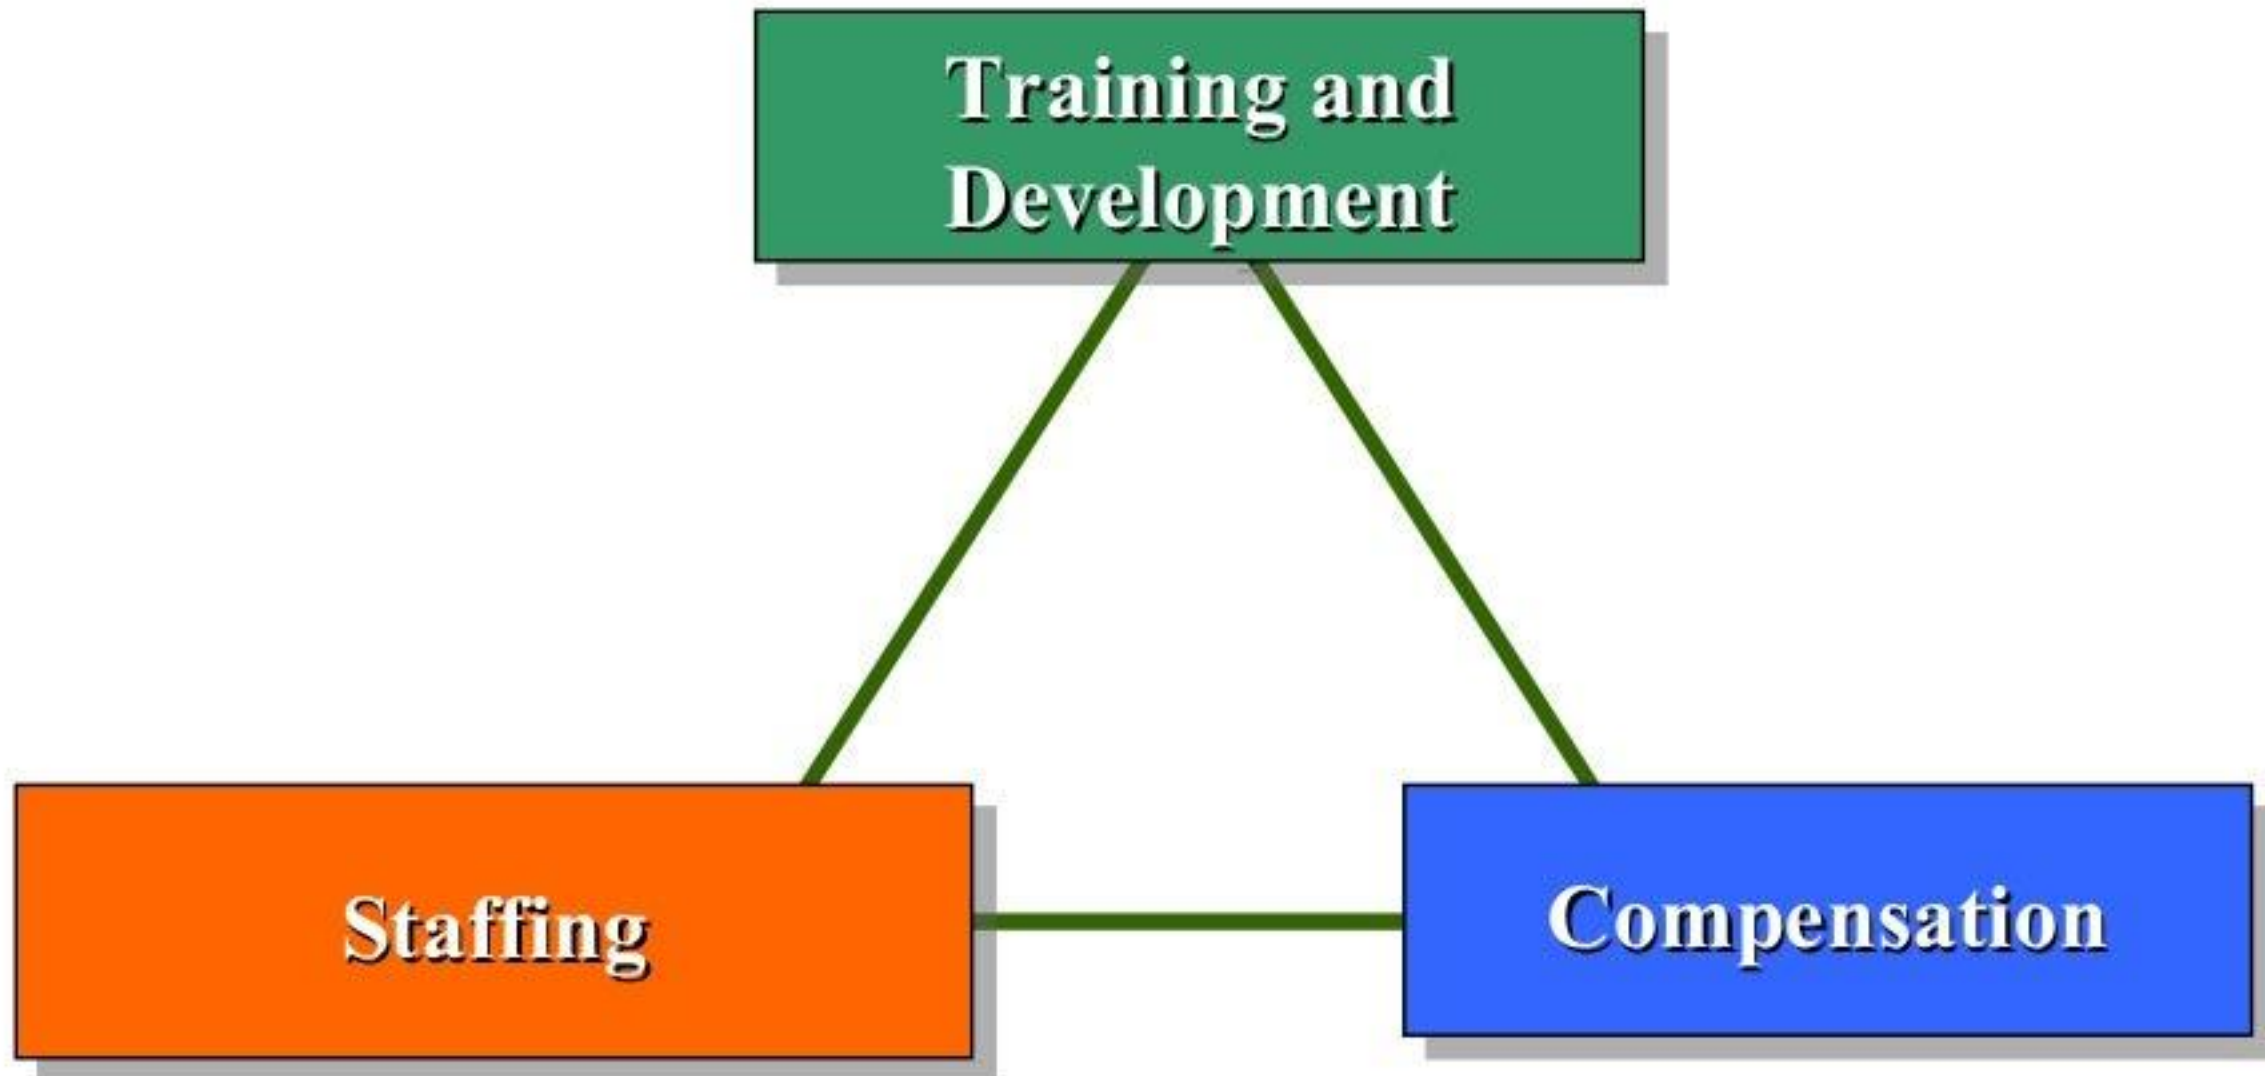 Training and
Development
Staffing
Compensation